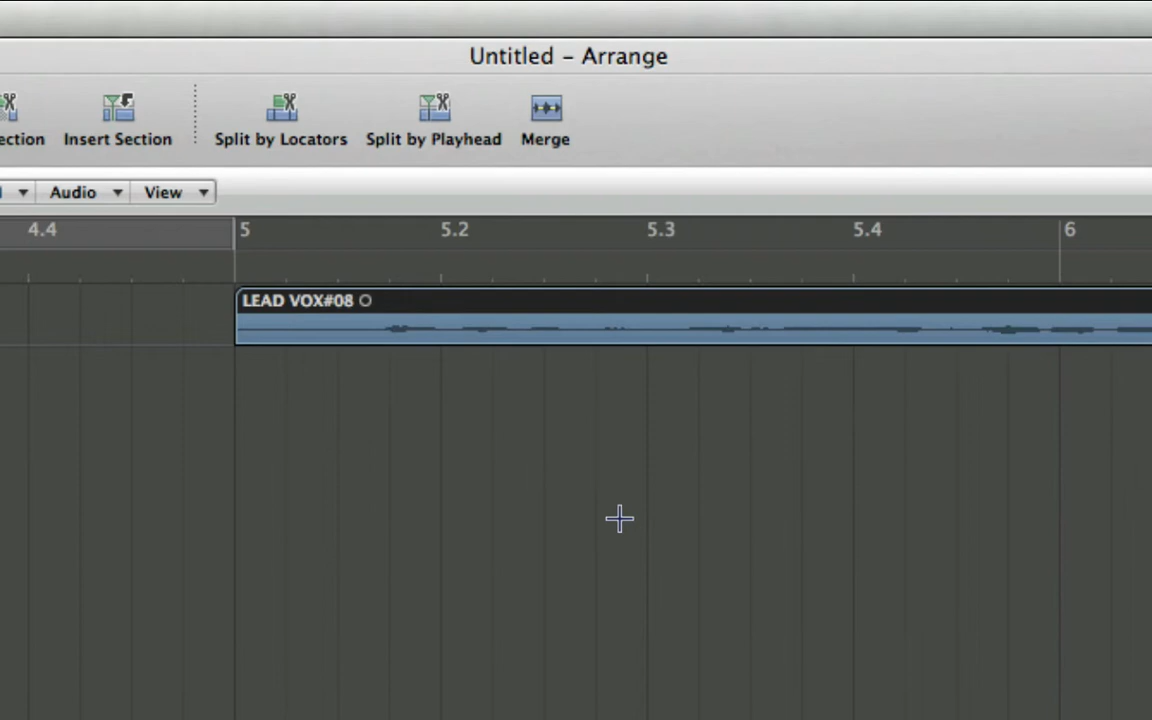 Untitled – Arrange
ection Insert Section Split by Locators Split by Playhead Merge
Audio View
4.4 5 5.2 5.3 5.4 6
LEAD VOX#08